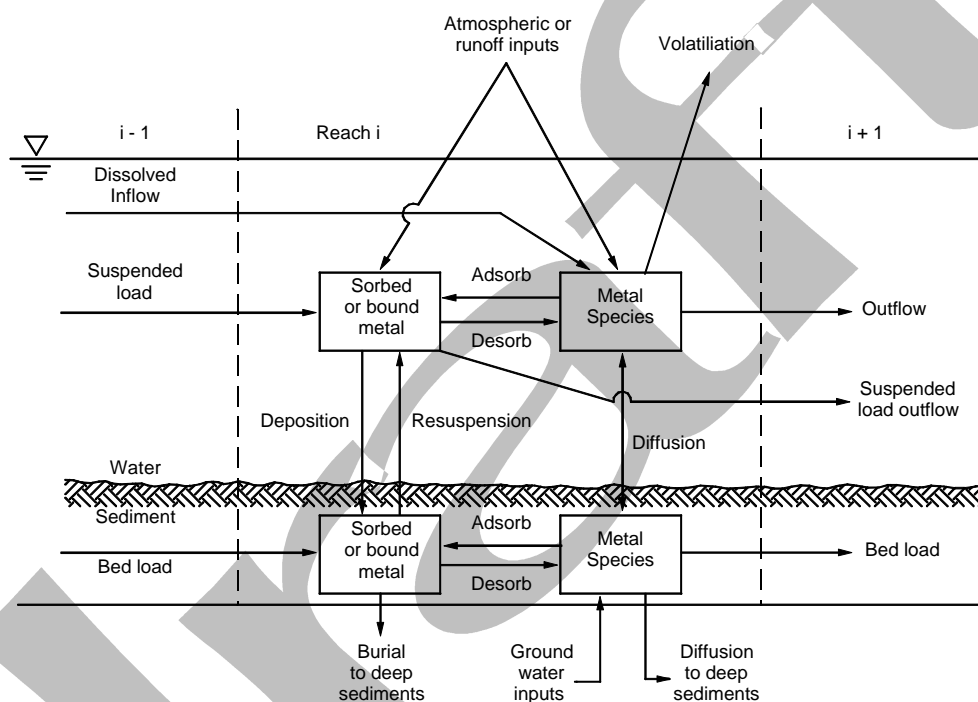 Atmospheric or
runoff inputs
Volatiliation
i - 1
Reach i
i + 1
Dissolved
Inflow
Suspended
load
Sorbed
or bound
metal
Adsorb
Desorb
Metal
Species
Outflow
Suspended
load outflow
Deposition
Resuspension
Diffusion
Water
Sediment
Bed load
Sorbed
or bound
metal
Adsorb
Desorb
Metal
Species
Bed load
Burial
to deep
sediments
Ground
water
inputs
Diffusion
to deep
sediments